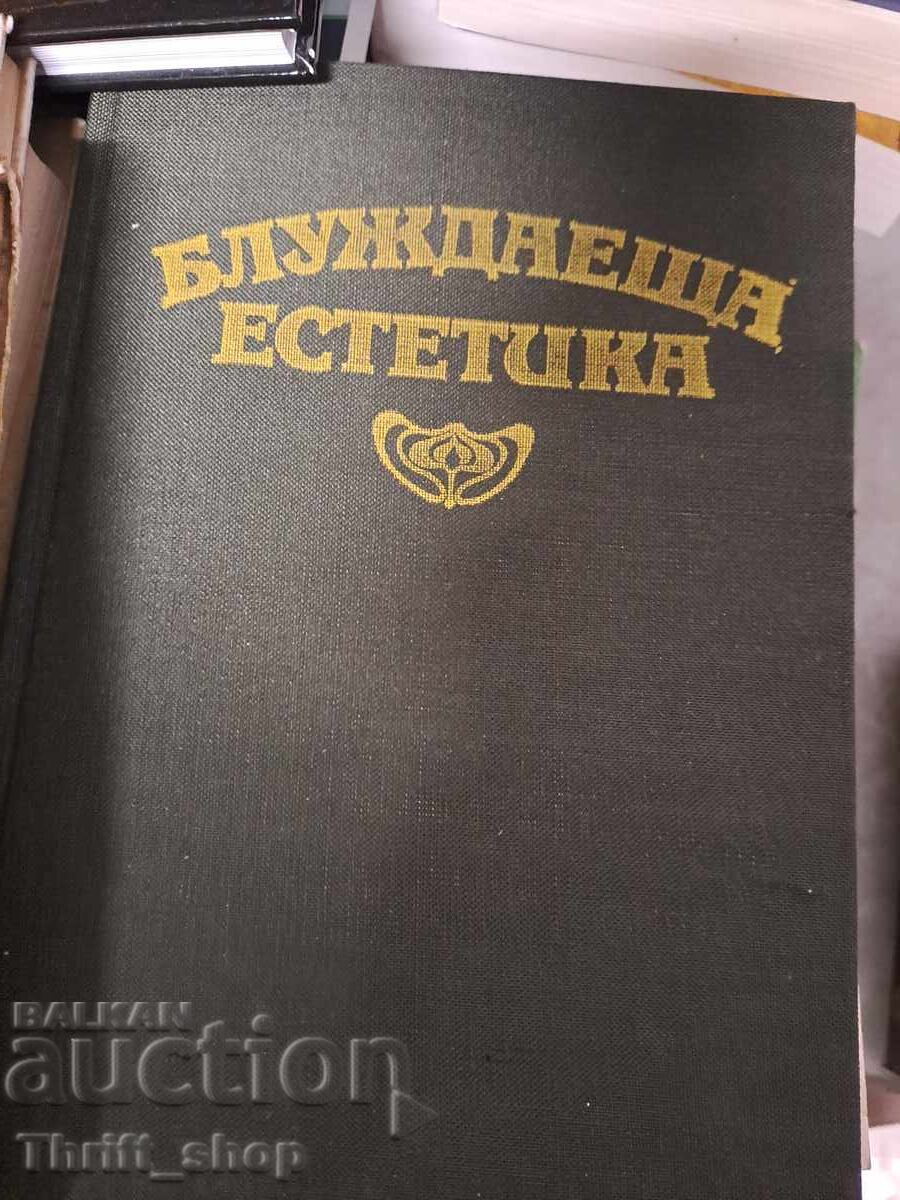 БЛУЖДАЕЩА
ЕСТЕТИКА
BALKAN
auction
Thrift_shop